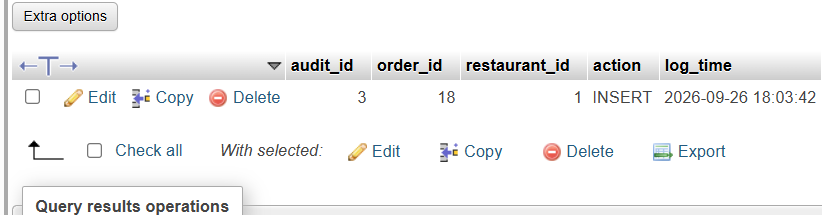 Extra options
audit_id order_id restaurant_id action log_time
Edit Copy Delete 3 18 1 INSERT 2026-09-26 18:03:42
Check all With selected: Edit Copy Delete Export
Query results operations